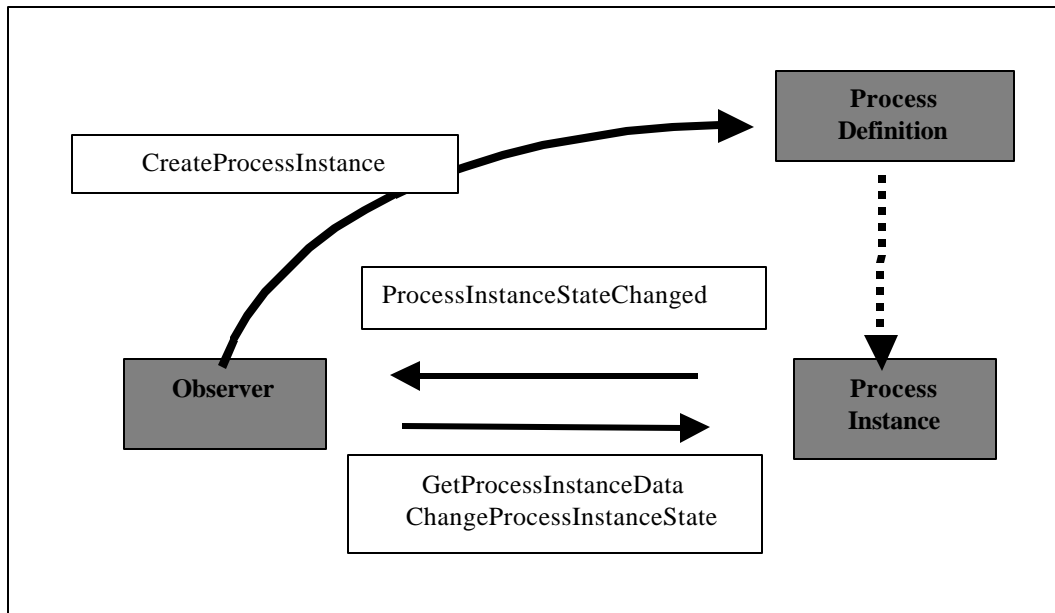 Process
Definition
CreateProcessInstance
ProcessInstanceStateChanged
Observer
Process
Instance
GetProcessInstanceData
ChangeProcessInstanceState